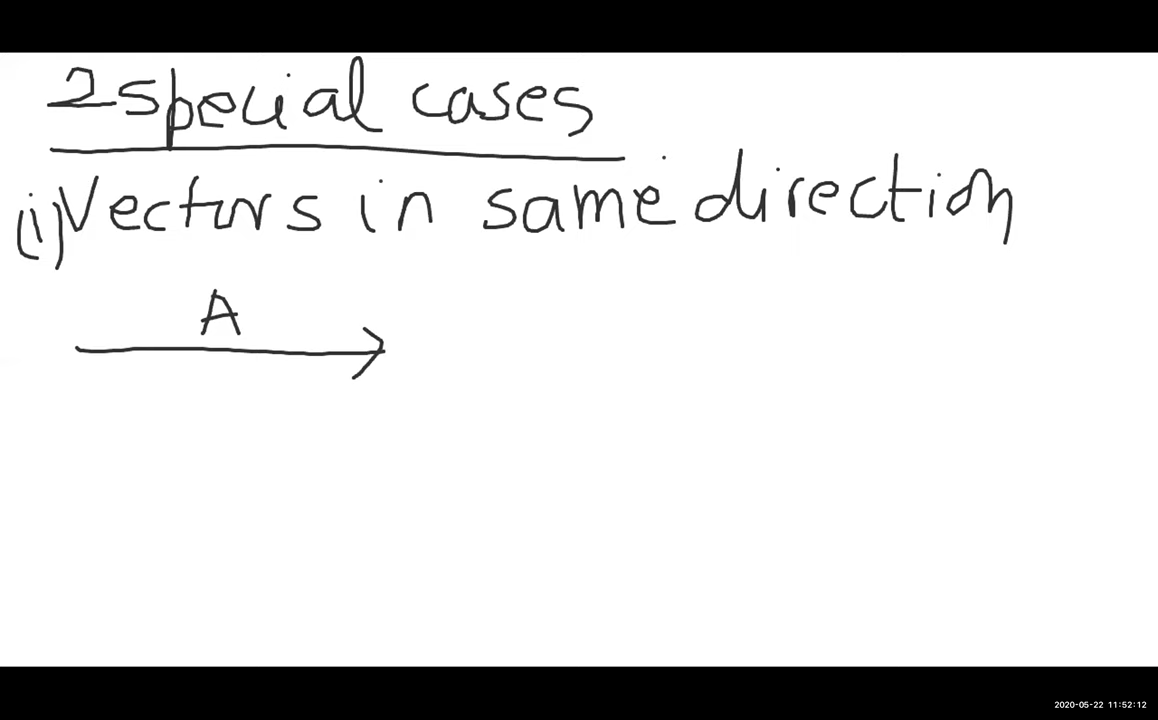 2 special cases
(i) Vectors in same direction
A
2020-05-22 11:52:12